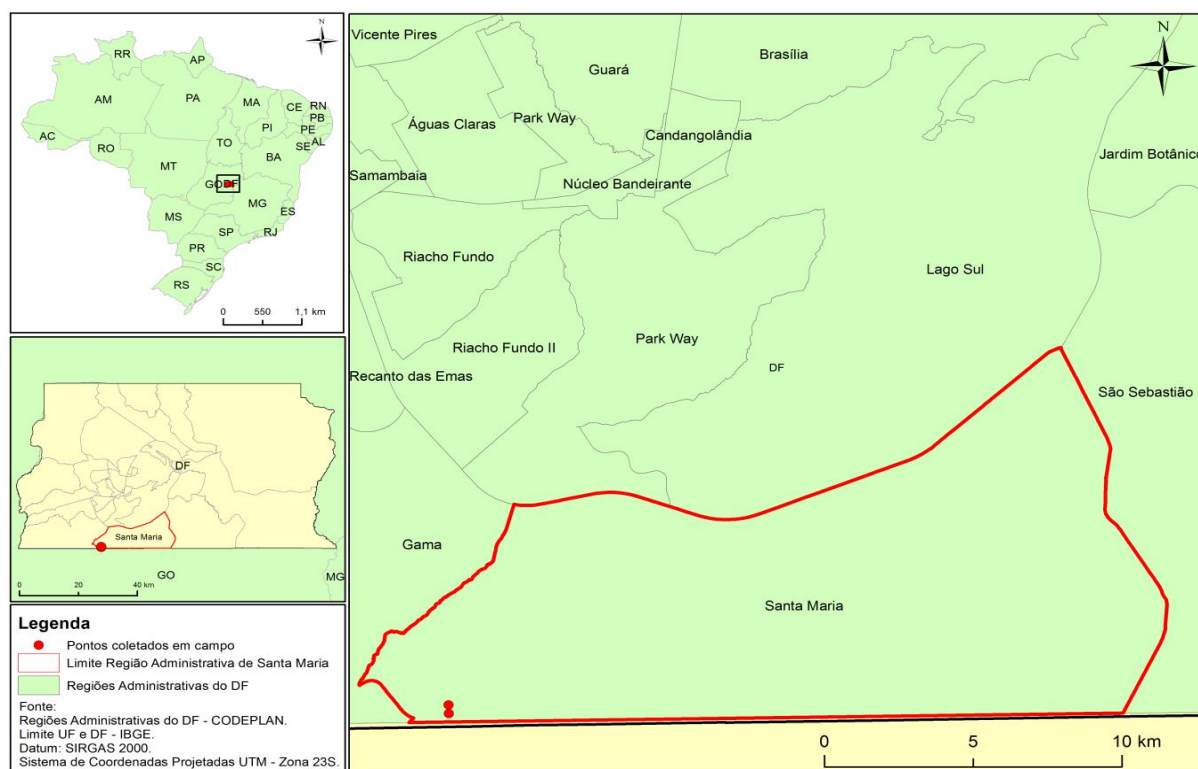 N
RR
AP
AM
PA
MA
CE
RN
PB
PE
AL
SE
PI
TO
AC
RO
MT
BA
GO
DF
MG
ES
MS
SP
RJ
PR
SC
RS
0 550 1,1 km
DF
Santa Maria
0 20 40 km
GO
MG
Legenda
Pontos coletados em campo
Limite Região Administrativa de Santa Maria
Regiões Administrativas do DF
Fonte:
Regiões Administrativas do DF - CODEPLAN.
Limite UF e DF - IBGE.
Datum: SIRGAS 2000.
Sistema de Coordenadas Projetadas UTM - Zona 23S.
N
Vicente Pires
Brasília
Guará
Águas Claras
Park Way
Candangolândia
Jardim Botânico
Samambaia
Núcleo Bandeirante
Riacho Fundo
Lago Sul
Park Way
Riacho Fundo II
DF
Recanto das Emas
São Sebastião
Gama
Santa Maria
0 5 10 km